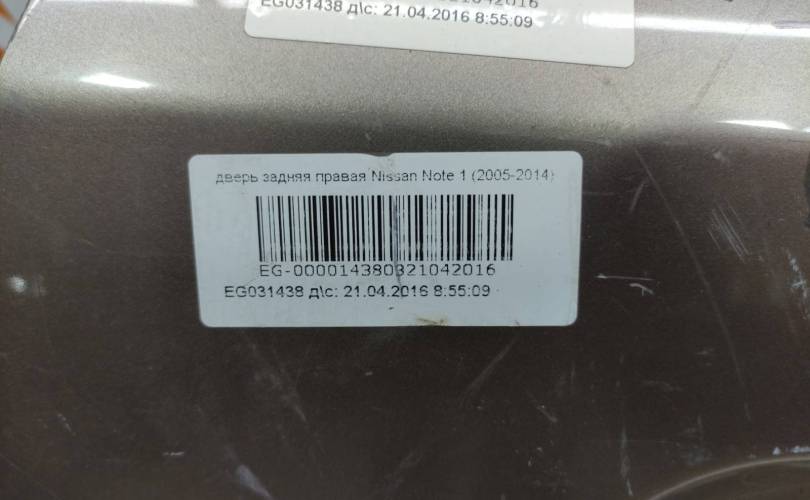 EG031438 д\с: 21.04.2016 8:55:09
дверь задняя правая Nissan Note 1 (2005-2014)
EG-000014380321042016
EG031438 д\с: 21.04.2016 8:55:09